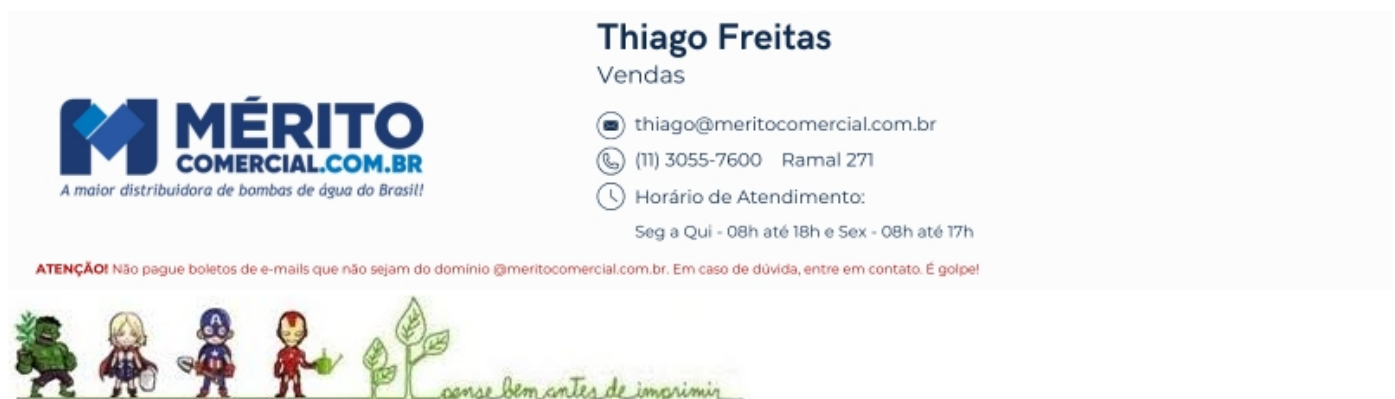 Thiago Freitas
Vendas
MÉRITO
COMERCIAL.COM.BR
A maior distribuidora de bombas de água do Brasil!
thiago@meritocomercial.com.br
(11) 3055-7600 Ramal 271
Horário de Atendimento:
Seg a Qui - 08h até 18h e Sex - 08h até 17h
ATENÇÃO! Não pague boletos de e-mails que não sejam do domínio @meritocomercial.com.br. Em caso de dúvida, entre em contato. É golpe!
A
pense bem antes de imprimir